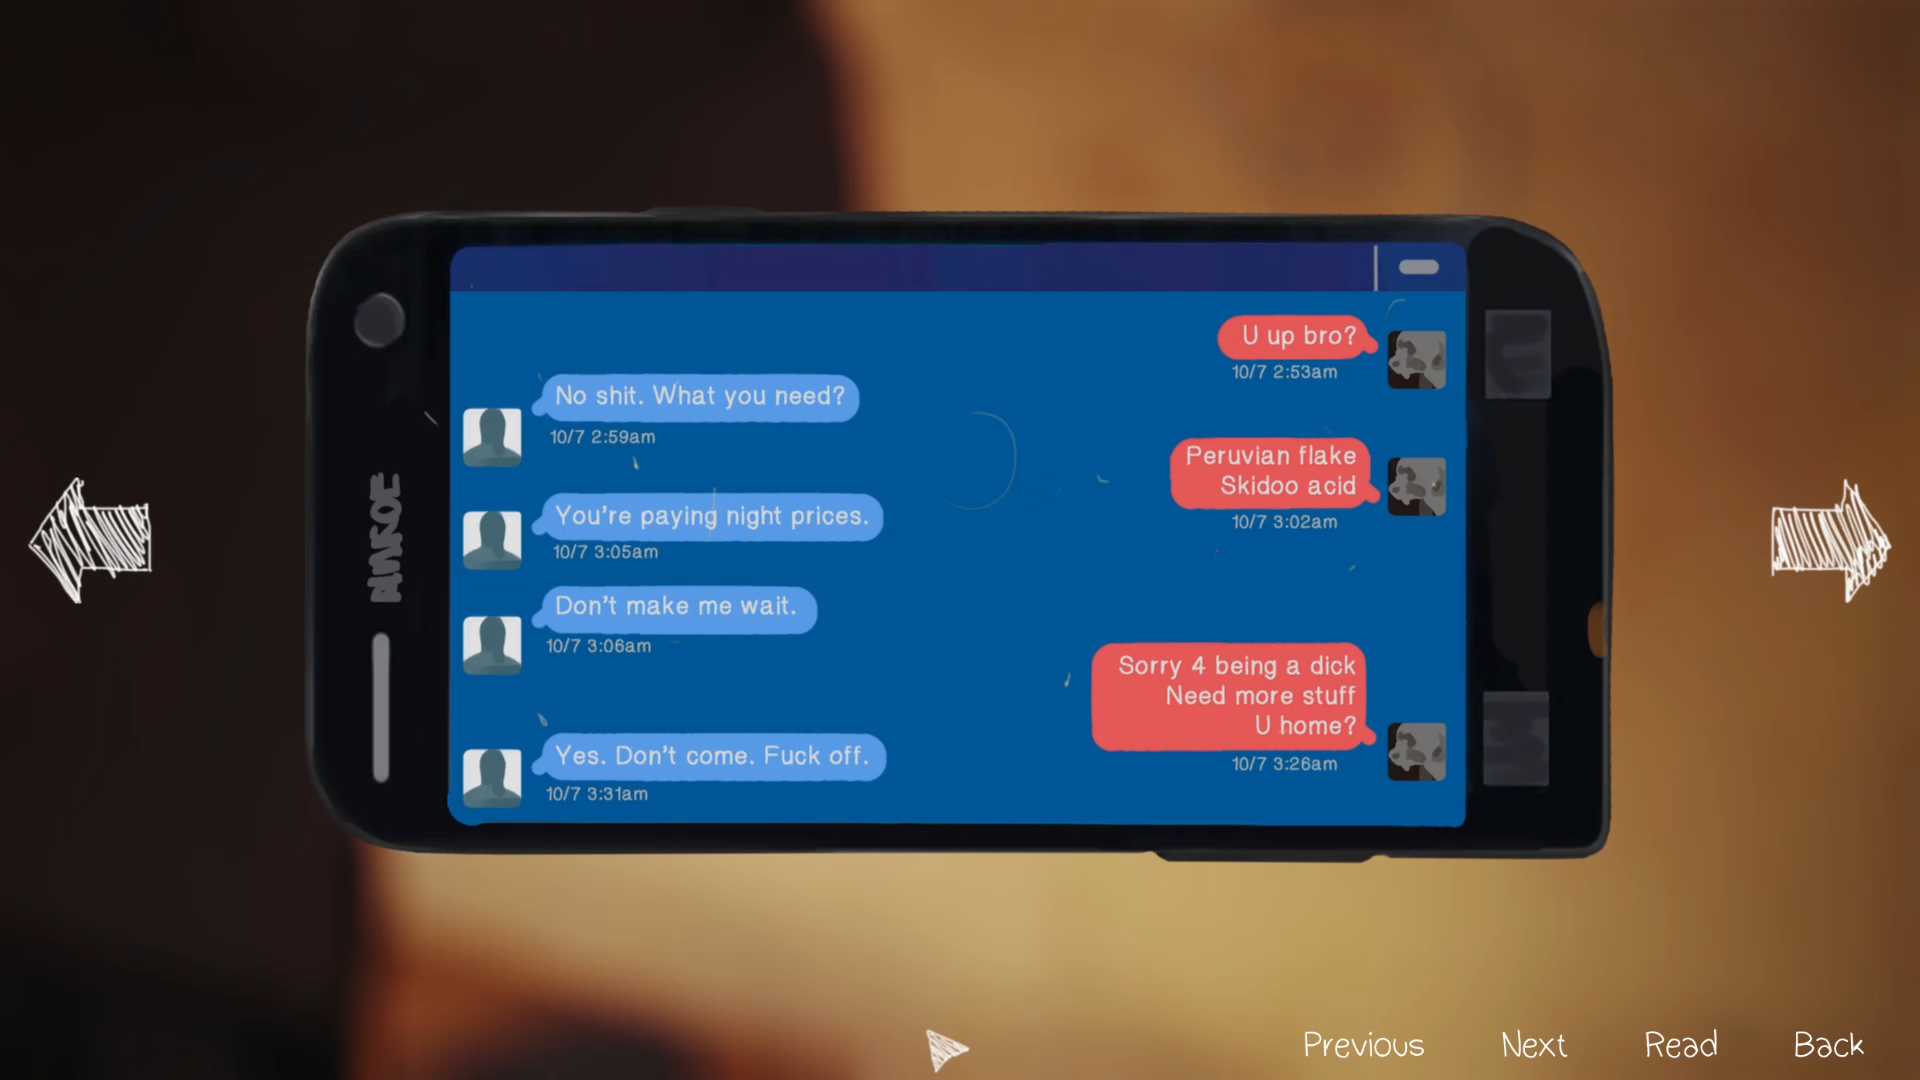 U up bro?
10/7 2:53am
No shit. What you need?
10/7 2:59am
Peruvian flake
Skidoo acid
10/7 3:02am
You're paying night prices.
10/7 3:05am
Don't make me wait.
10/7 3:06am
Sorry 4 being a dick
Need more stuff
U home?
10/7 3:26am
Yes. Don't come. Fuck off.
10/7 3:31am
Previous
Next
Read
Back